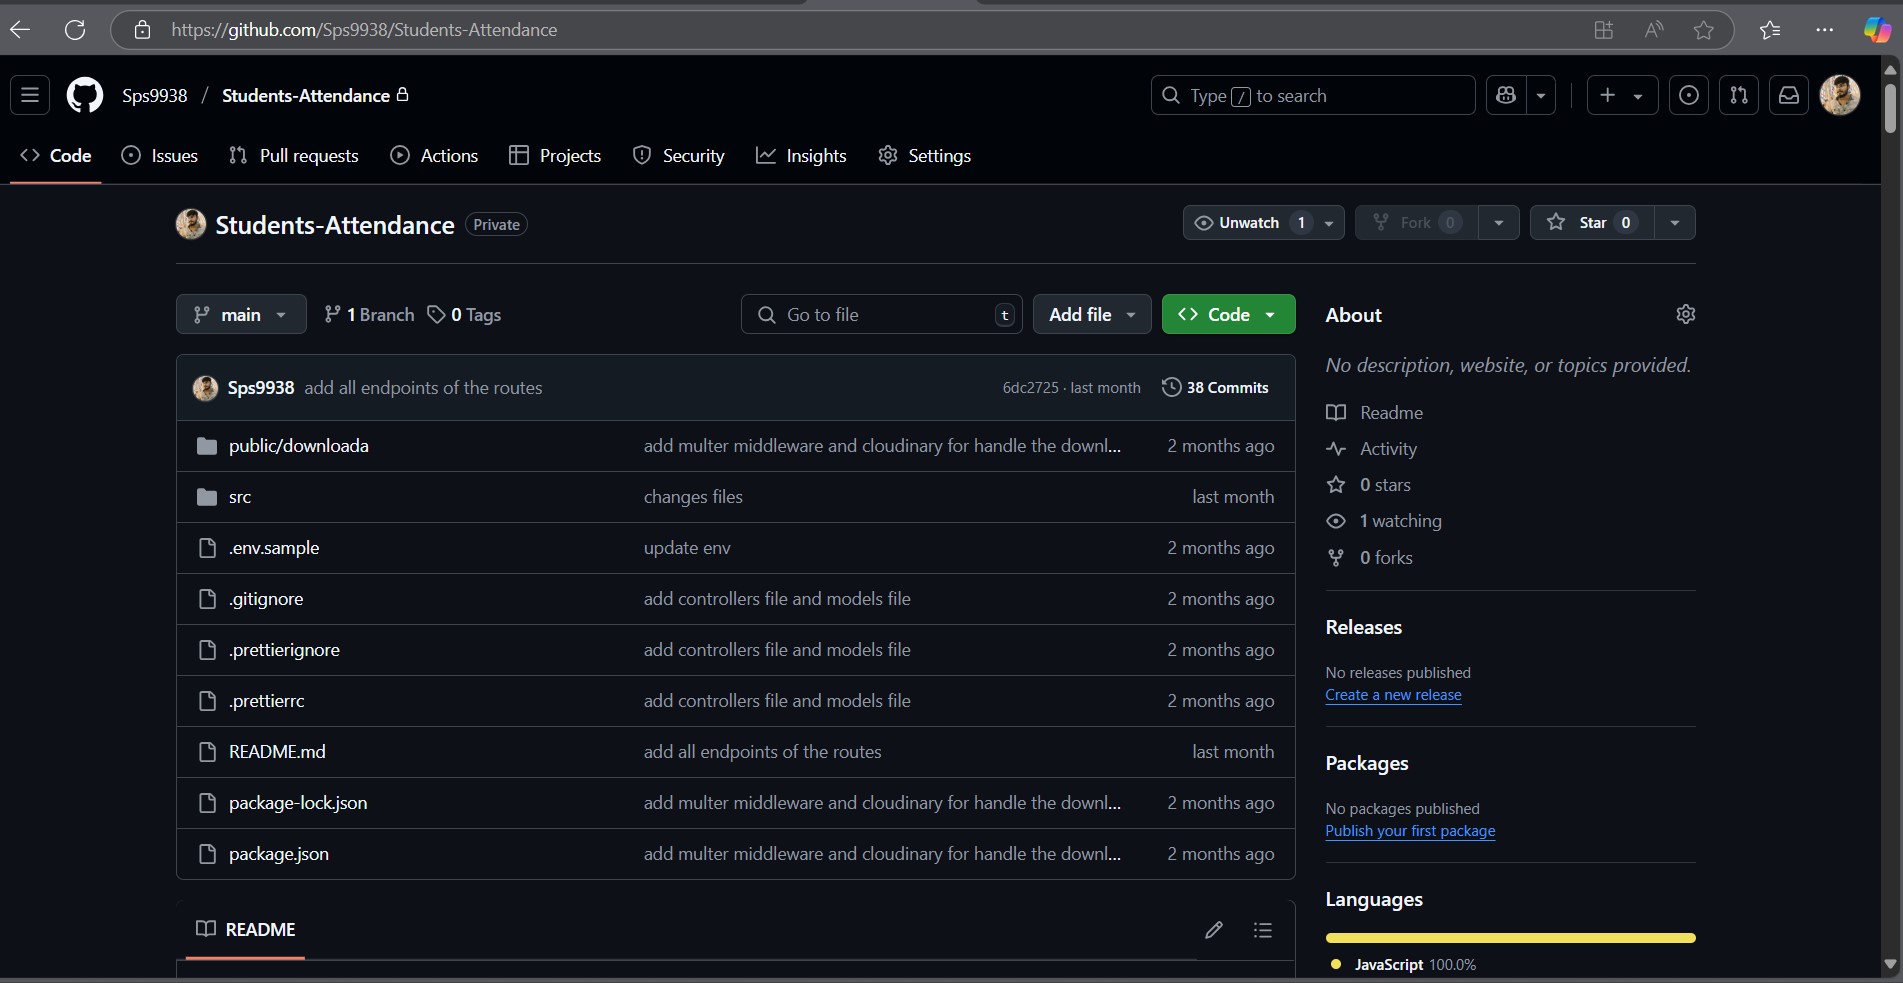 https://github.com/Sps9938/Students-Attendance
Sps9938 / Students-Attendance
Type / to search
Code Issues Pull requests Actions Projects Security Insights Settings
Students-Attendance Private
Unwatch 1 Fork 0 Star 0
main 1 Branch 0 Tags
Go to file t Add file Code
Sps9938 add all endpoints of the routes 6dc2725 · last month 38 Commits
public/downloada add multer middleware and cloudinary for handle the downl... 2 months ago
src changes files last month
.env.sample update env 2 months ago
.gitignore add controllers file and models file 2 months ago
.prettierignore add controllers file and models file 2 months ago
.prettierrc add controllers file and models file 2 months ago
README.md add all endpoints of the routes last month
package-lock.json add multer middleware and cloudinary for handle the downl... 2 months ago
package.json add multer middleware and cloudinary for handle the downl... 2 months ago
README
About
No description, website, or topics provided.
Readme
Activity
0 stars
1 watching
0 forks
Releases
No releases published
Create a new release
Packages
No packages published
Publish your first package
Languages
JavaScript 100.0%